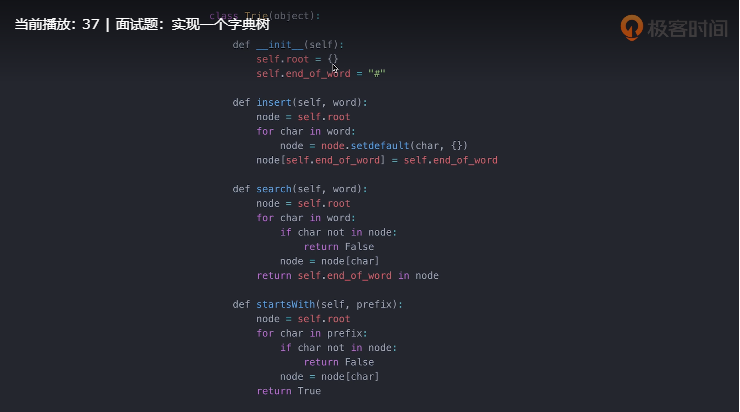 class Trie(object):
当前播放: 37 | 面试题：实现一个字典树
极客时间
def __init__(self):
self.root = {}
self.end_of_word = "#"
def insert(self, word):
node = self.root
for char in word:
node = node.setdefault(char, {})
node[self.end_of_word] = self.end_of_word
def search(self, word):
node = self.root
for char in word:
if char not in node:
return False
node = node[char]
return self.end_of_word in node
def startsWith(self, prefix):
node = self.root
for char in prefix:
if char not in node:
return False
node = node[char]
return True